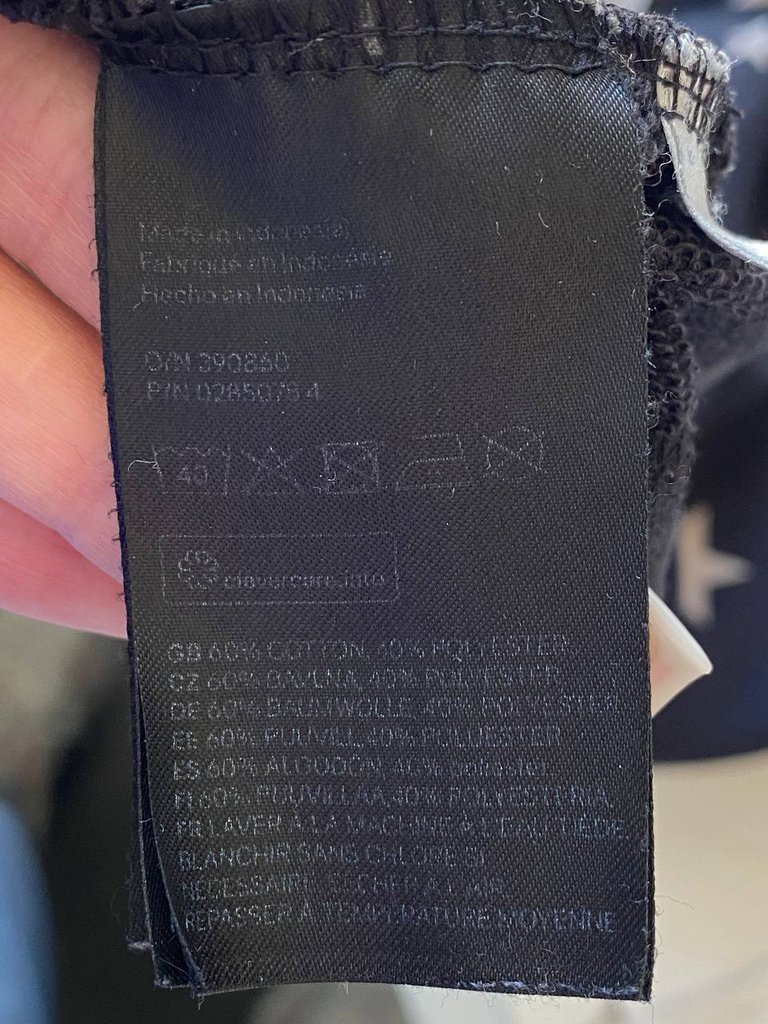 Made in Indonesia
Fabriqué en Indonésie
Hecho en Indonesia
O/N 390860
P/N 0285078 4
40
clevercare.info
GB 60% COTTON, 40% POLYESTER
CZ 60% BAVLNA, 40% POLYESTER
DE 60% BAUMWOLLE, 40% POLYESTER
EE 60% PUUVILL, 40% POLÜESTER
ES 60% ALGODÓN, 40% poliéster
FI 60% PUUVILLAA, 40% POLYESTERIA
FR LAVER À LA MACHINE À L'EAU TIÈDE.
BLANCHIR SANS CHLORE SI
NÉCESSAIRE. SÉCHER À L'AIR.
REPASSER À TEMPÉRATURE MOYENNE